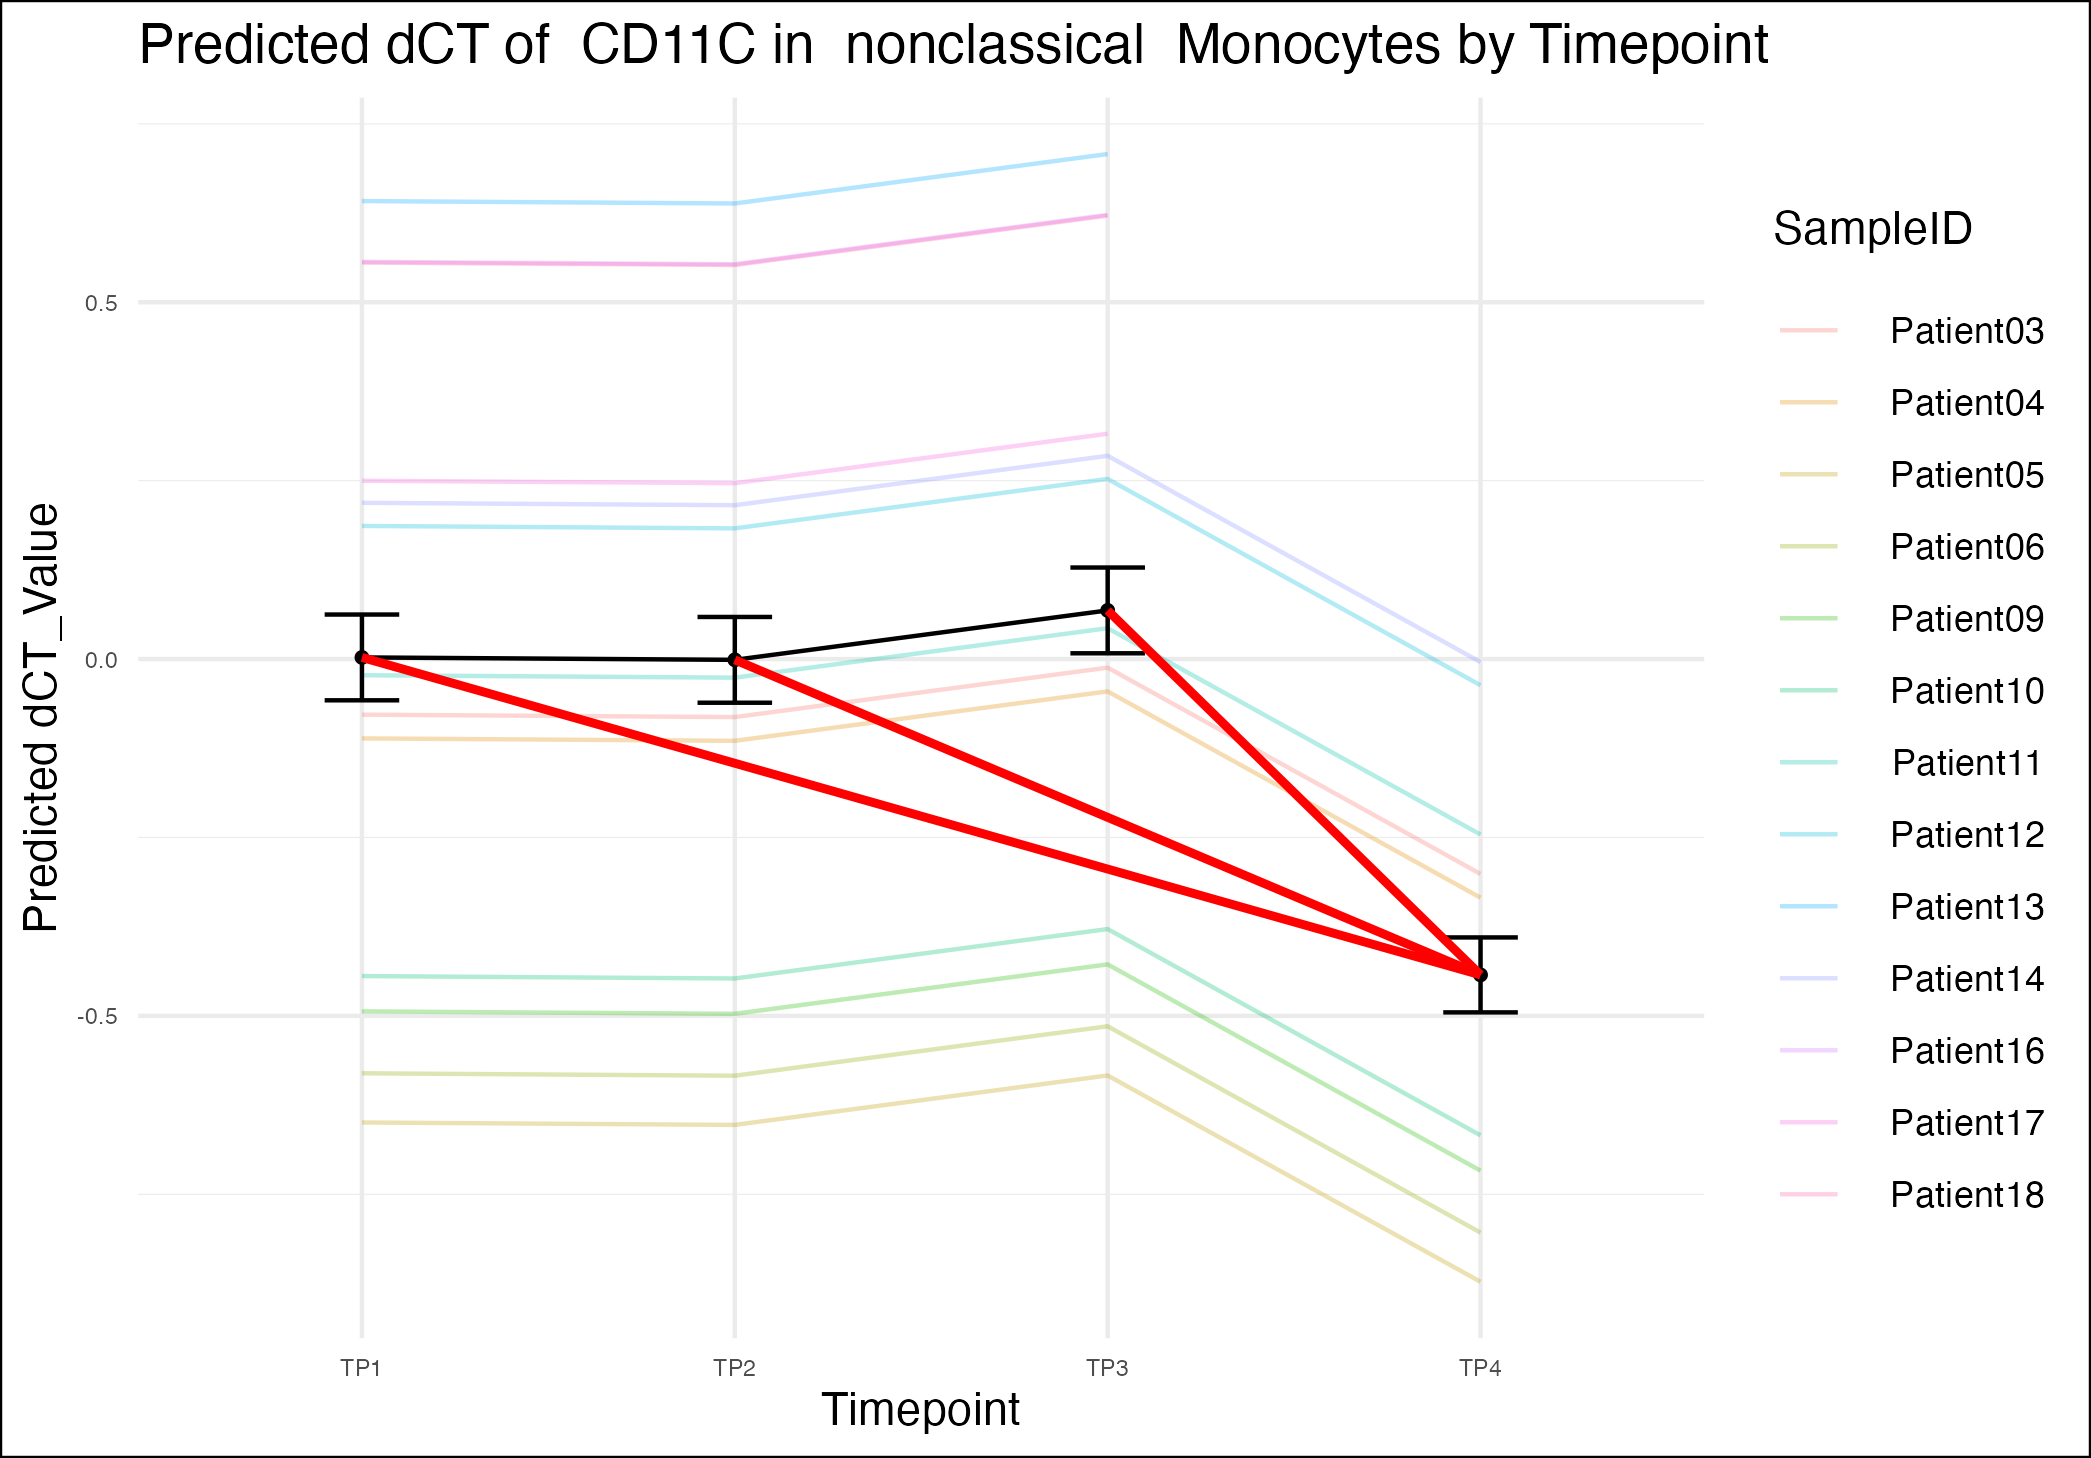 Predicted dCT of  CD11C in  nonclassical  Monocytes by Timepoint
Predicted dCT_Value
0.5
0.0
-0.5
TP1
TP2
TP3
TP4
Timepoint
SampleID
Patient03
Patient04
Patient05
Patient06
Patient09
Patient10
Patient11
Patient12
Patient13
Patient14
Patient16
Patient17
Patient18